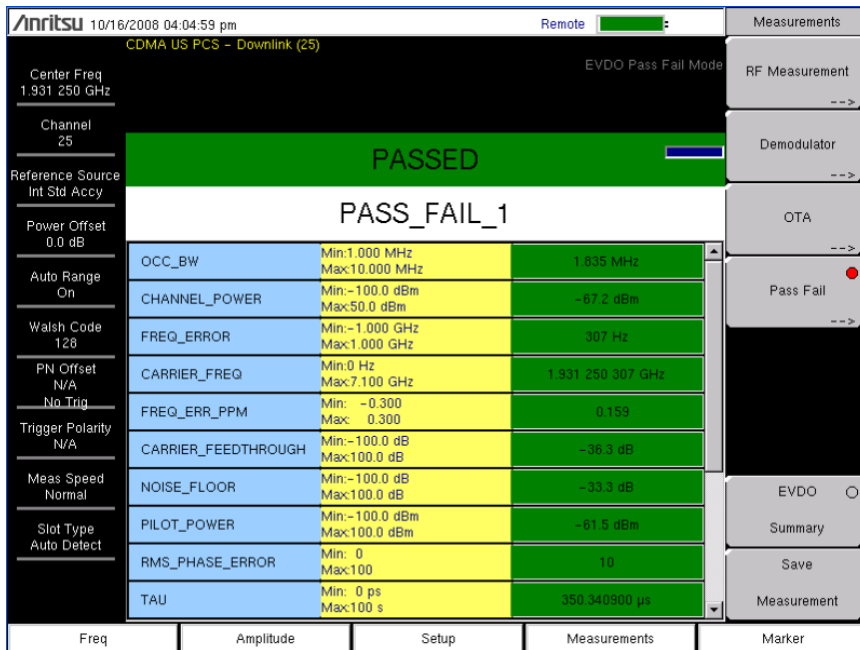 Anritsu 10/16/2008 04:04:59 pm
Remote
Measurements
CDMA US PCS - Downlink (25)
EVDO Pass Fail Mode
Center Freq
1.931 250 GHz
Channel
25
Reference Source
Int Std Accy
Power Offset
0.0 dB
Auto Range
On
Walsh Code
128
PN Offset
N/A
No Trig
Trigger Polarity
N/A
Meas Speed
Normal
Slot Type
Auto Detect
PASSED
PASS_FAIL_1
OCC_BW
Min:1.000 MHz
Max:10.000 MHz
1.835 MHz
CHANNEL_POWER
Min:-100.0 dBm
Max:50.0 dBm
-67.2 dBm
FREQ_ERROR
Min:-1.000 GHz
Max:1.000 GHz
307 Hz
CARRIER_FREQ
Min:0 Hz
Max:7.100 GHz
1.931 250 307 GHz
FREQ_ERR_PPM
Min: -0.300
Max: 0.300
0.159
CARRIER_FEEDTHROUGH
Min:-100.0 dB
Max:100.0 dB
-36.3 dB
NOISE_FLOOR
Min:-100.0 dB
Max:100.0 dB
-33.3 dB
PILOT_POWER
Min:-100.0 dBm
Max:100.0 dBm
-61.5 dBm
RMS_PHASE_ERROR
Min: 0
Max:100
10
TAU
Min: 0 ps
Max:100 s
350.340900 µs
RF Measurement
-->
Demodulator
-->
OTA
-->
Pass Fail
-->
EVDO
Summary
Save
Measurement
Freq
Amplitude
Setup
Measurements
Marker